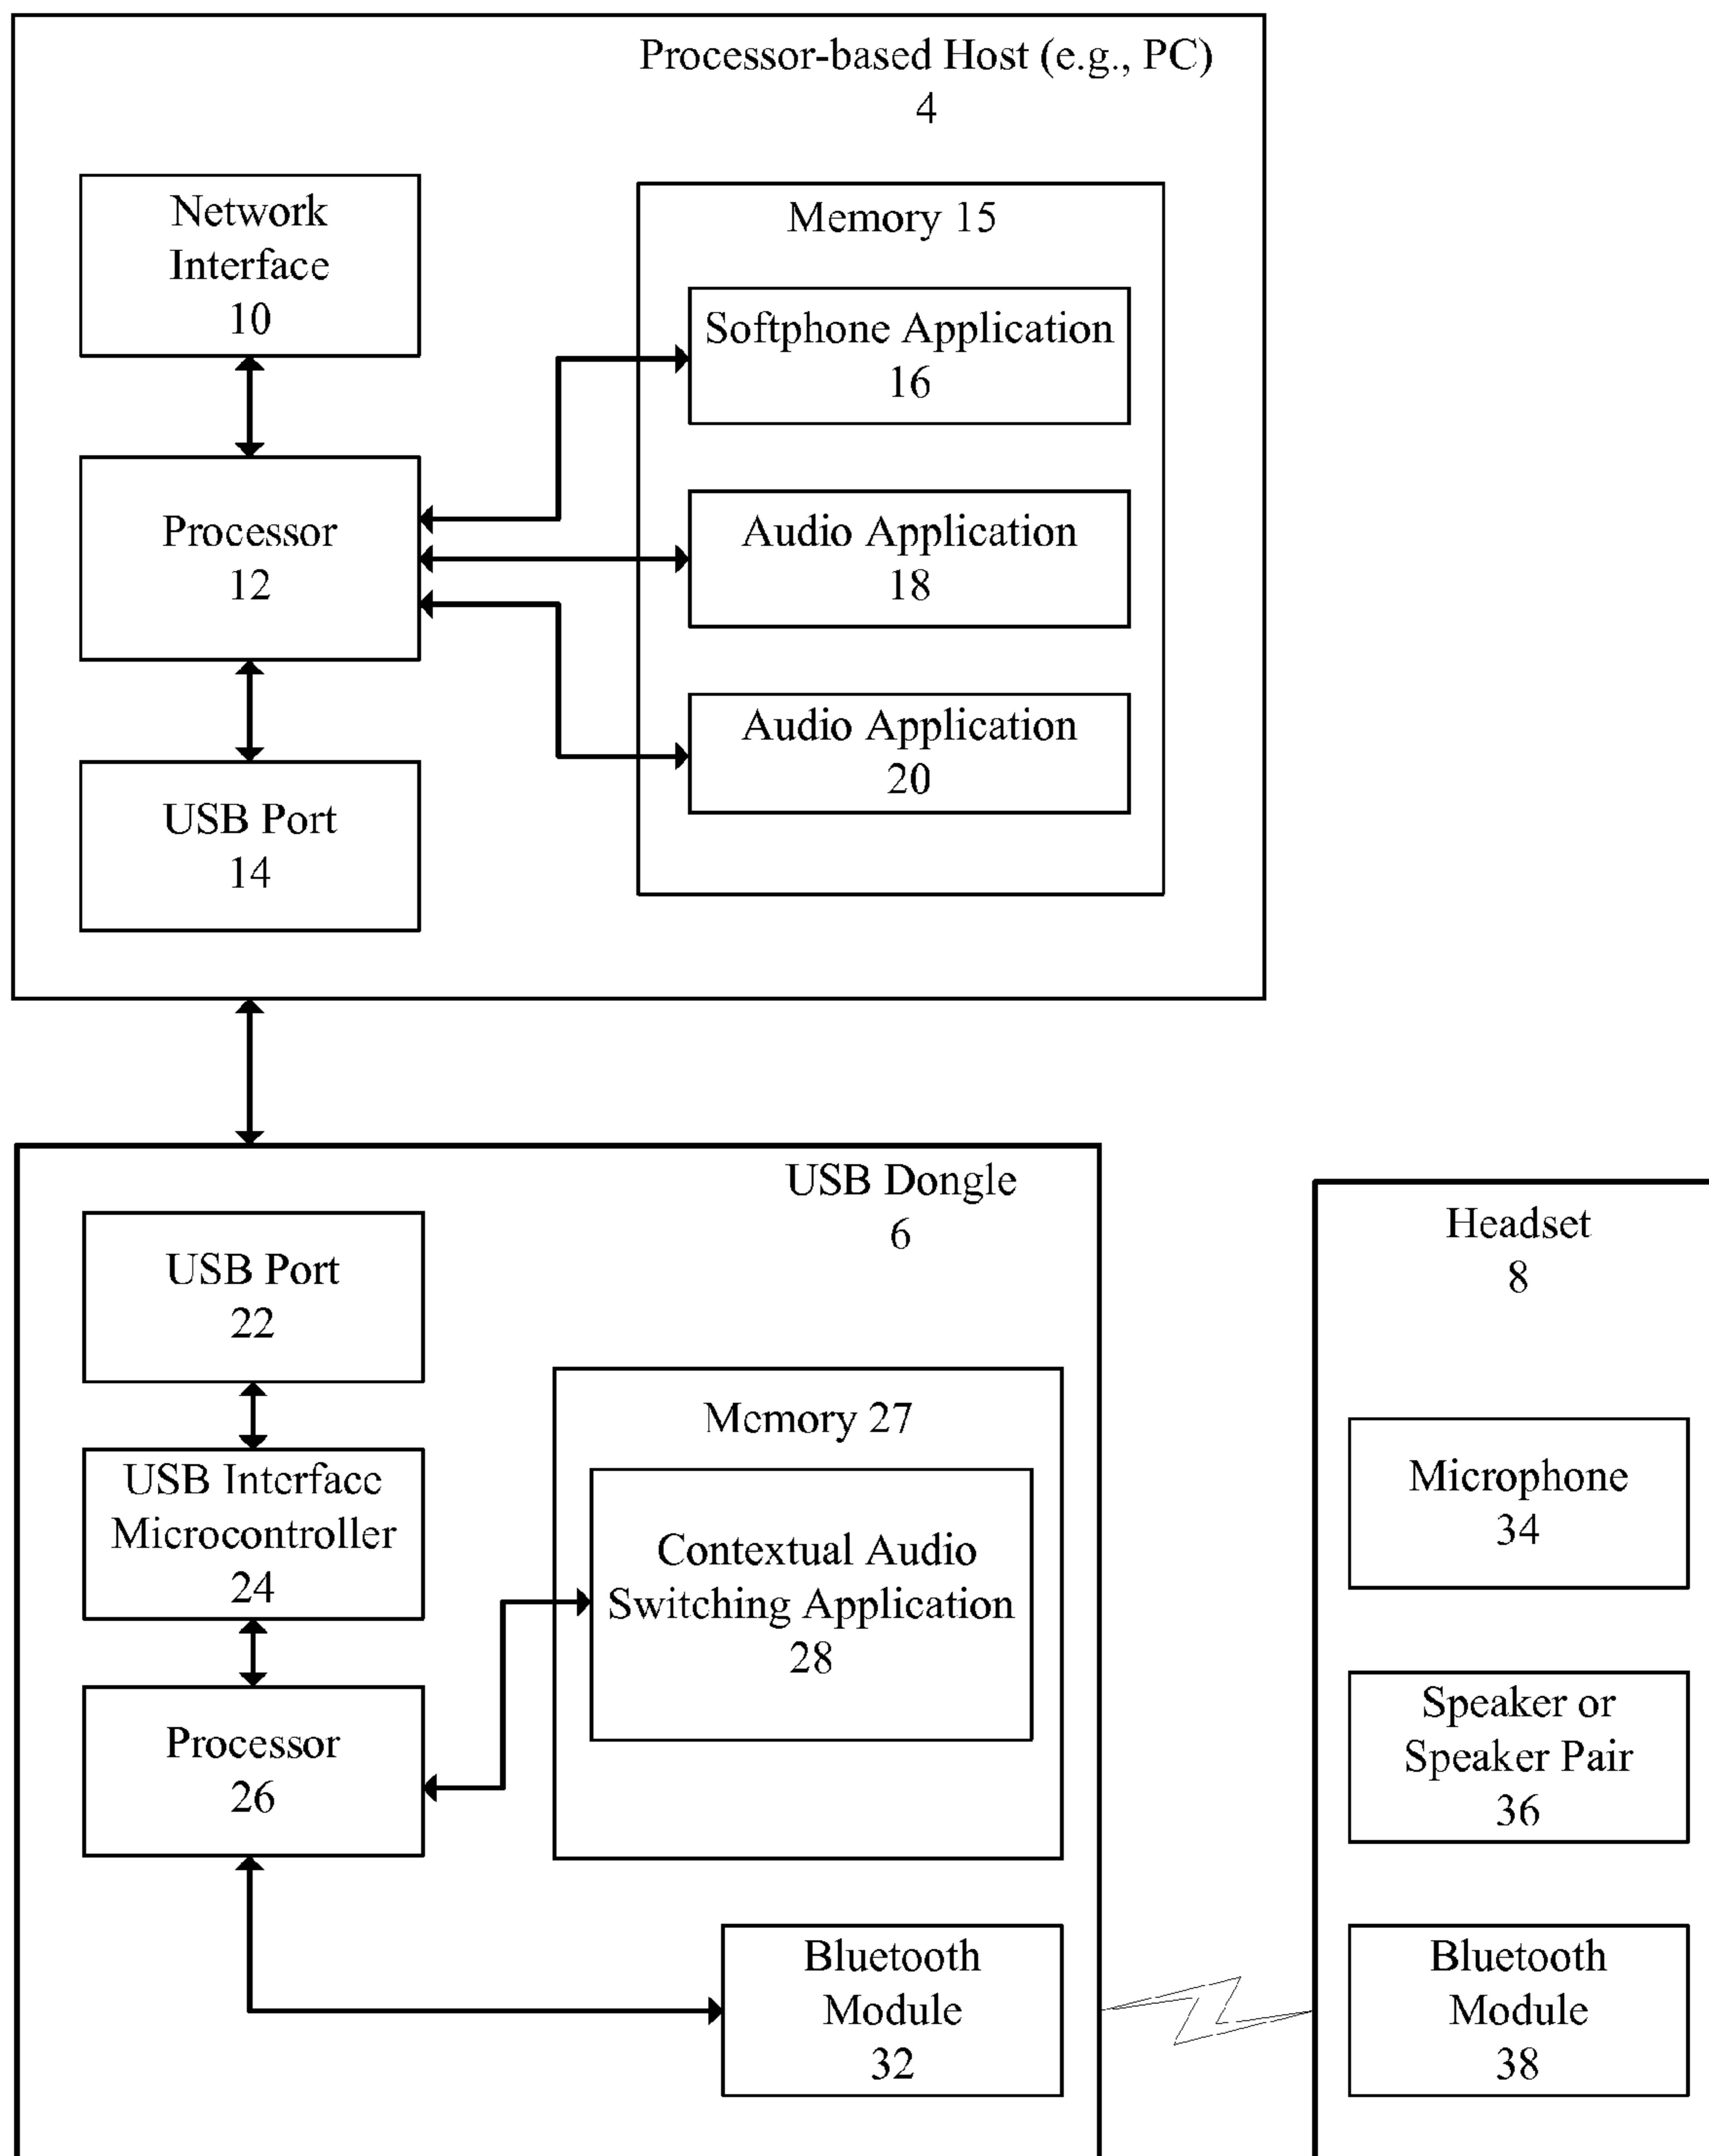 Processor-based Host (e.g., PC)
4
Network
Interface
10
Memory 15
Softphone Application
16
Processor
12
Audio Application
18
Audio Application
20
USB Port
14
USB Dongle
6
USB Port
22
Memory 27
USB Interface
Microcontroller
24
Contextual Audio
Switching Application
28
Processor
26
Bluetooth
Module
32
Headset
8
Microphone
34
Speaker or
Speaker Pair
36
Bluetooth
Module
38